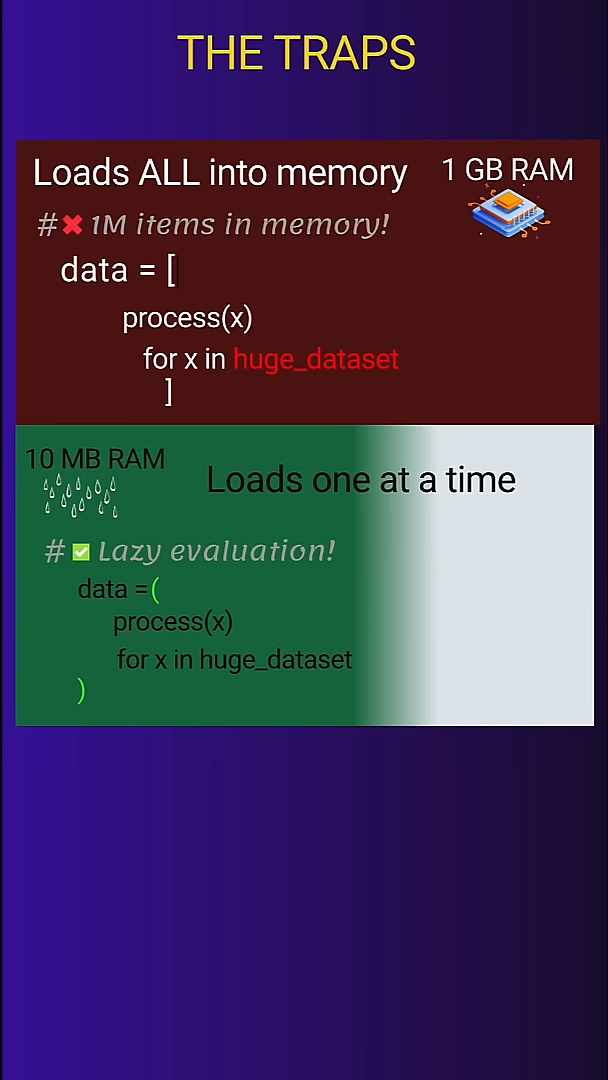 THE TRAPS
Loads ALL into memory
1 GB RAM
#❌ 1M items in memory!
data = [
process(x)
for x in huge_dataset
]
10 MB RAM
Loads one at a time
# ✅ Lazy evaluation!
data =(
process(x)
for x in huge_dataset
)